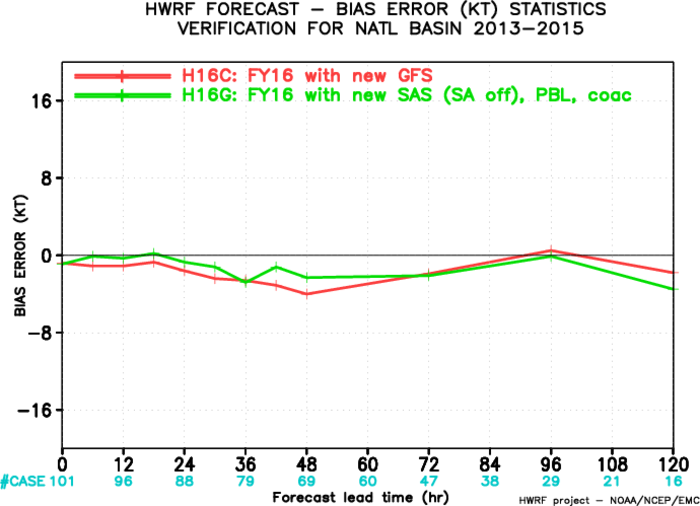 HWRF FORECAST – BIAS ERROR (KT) STATISTICS
VERIFICATION FOR NATL BASIN 2013–2015
H16C: FY16 with new GFS
H16G: FY16 with new SAS (SA off), PBL, coac
16
8
0
–8
–16
BIAS ERROR (KT)
0 12 24 36 48 60 72 84 96 108 120
#CASE 101 96 88 79 69 60 47 38 29 21 16
Forecast lead time (hr)
HWRF project – NOAA/NCEP/EMC